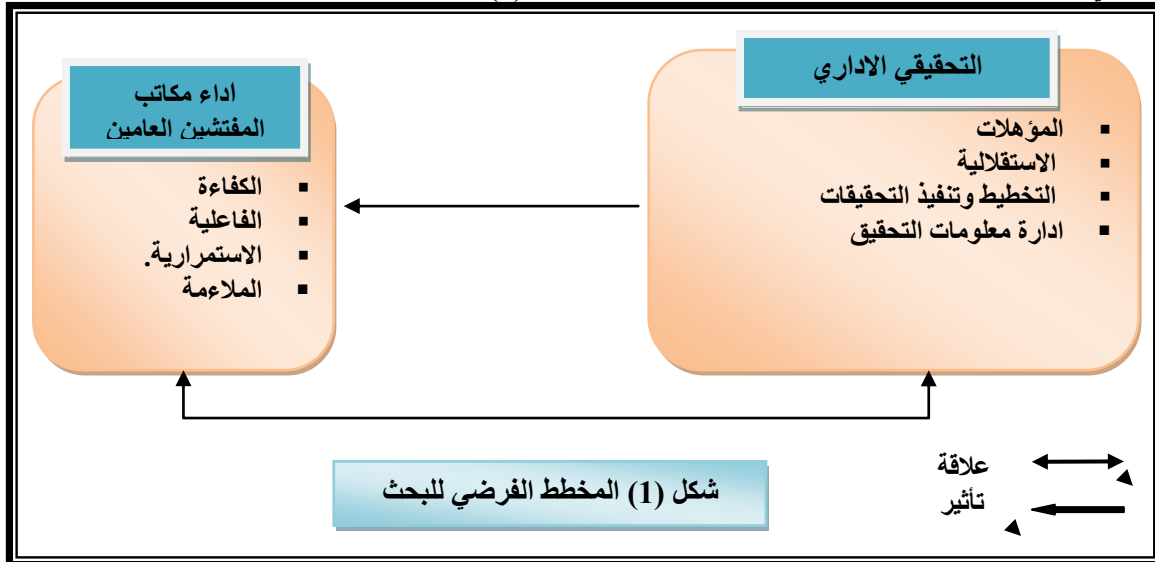 التحقيقي الاداري
المؤهلات
الاستقلالية
التخطيط وتنفيذ التحقيقات
ادارة معلومات التحقيق
اداء مكاتب
المفتشين العامين
الكفاءة
الفاعلية
الاستمرارية.
الملاءمة
علاقة
تأثير
شكل (1) المخطط الفرضي للبحث